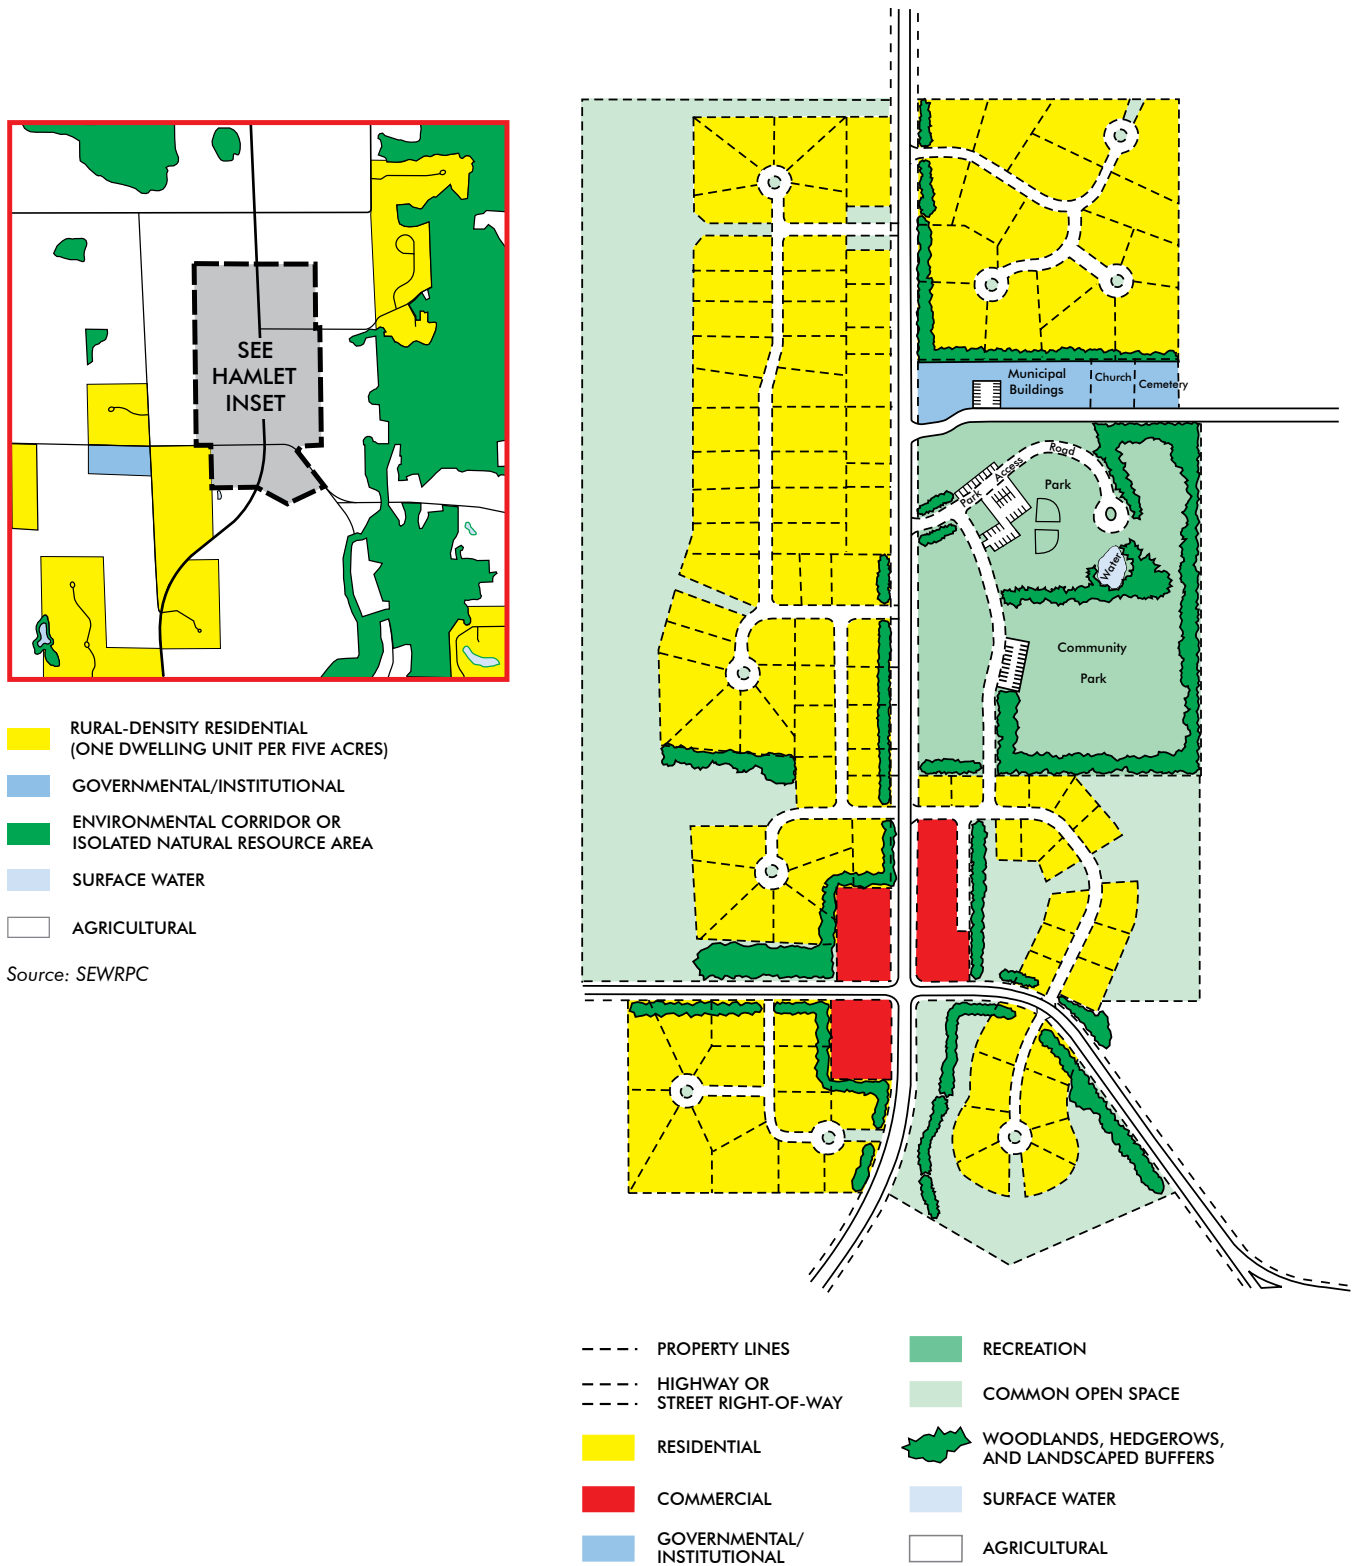 SEE
HAMLET
INSET
RURAL-DENSITY RESIDENTIAL
(ONE DWELLING UNIT PER FIVE ACRES)
GOVERNMENTAL/INSTITUTIONAL
ENVIRONMENTAL CORRIDOR OR
ISOLATED NATURAL RESOURCE AREA
SURFACE WATER
AGRICULTURAL
Source: SEWRPC
Municipal
Buildings
Church
Cemetery
Park Access Road
Park
Water
Community
Park
PROPERTY LINES
HIGHWAY OR
STREET RIGHT-OF-WAY
RESIDENTIAL
COMMERCIAL
GOVERNMENTAL/
INSTITUTIONAL
RECREATION
COMMON OPEN SPACE
WOODLANDS, HEDGEROWS,
AND LANDSCAPED BUFFERS
SURFACE WATER
AGRICULTURAL